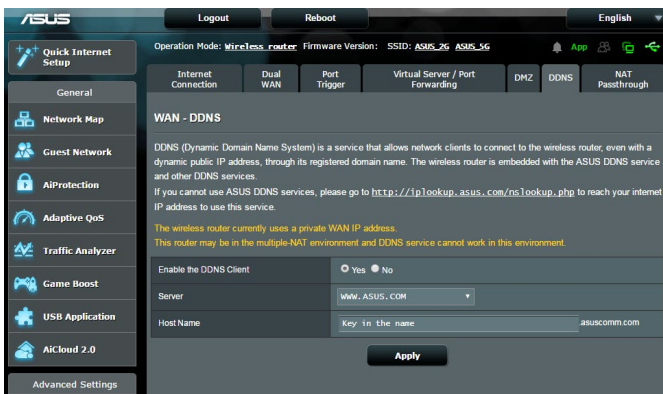 ASUS
Logout
Reboot
English
Quick Internet
Setup
Operation Mode: Wireless router Firmware Version: SSID: ASUS_2G ASUS_5G
App
Internet
Connection
Dual
WAN
Port
Trigger
Virtual Server / Port
Forwarding
DMZ
DDNS
NAT
Passthrough
General
Network Map
Guest Network
AiProtection
Adaptive QoS
Traffic Analyzer
Game Boost
USB Application
AiCloud 2.0
Advanced Settings
WAN - DDNS
DDNS (Dynamic Domain Name System) is a service that allows network clients to connect to the wireless router, even with a
dynamic public IP address, through its registered domain name. The wireless router is embedded with the ASUS DDNS service
and other DDNS services.
If you cannot use ASUS DDNS services, please go to http://iplookup.asus.com/nslookup.php to reach your internet
IP address to use this service.
The wireless router currently uses a private WAN IP address.
This router may be in the multiple-NAT environment and DDNS service cannot work in this environment.
Enable the DDNS Client
Yes No
Server
WWW.ASUS.COM
Host Name
Key in the name
.asuscomm.com
Apply